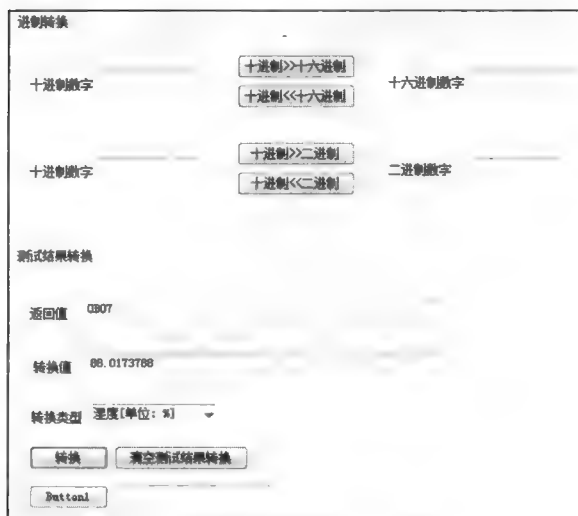 进制转换
十进制数字 十进制>>十六进制 十六进制数字
十进制<<十六进制
十进制数字 十进制>>二进制 二进制数字
十进制<<二进制
测试结果转换
返回值 0B07
转换值 88.0173788
转换类型 湿度[单位: %]
转换 清空测试结果转换
Button1